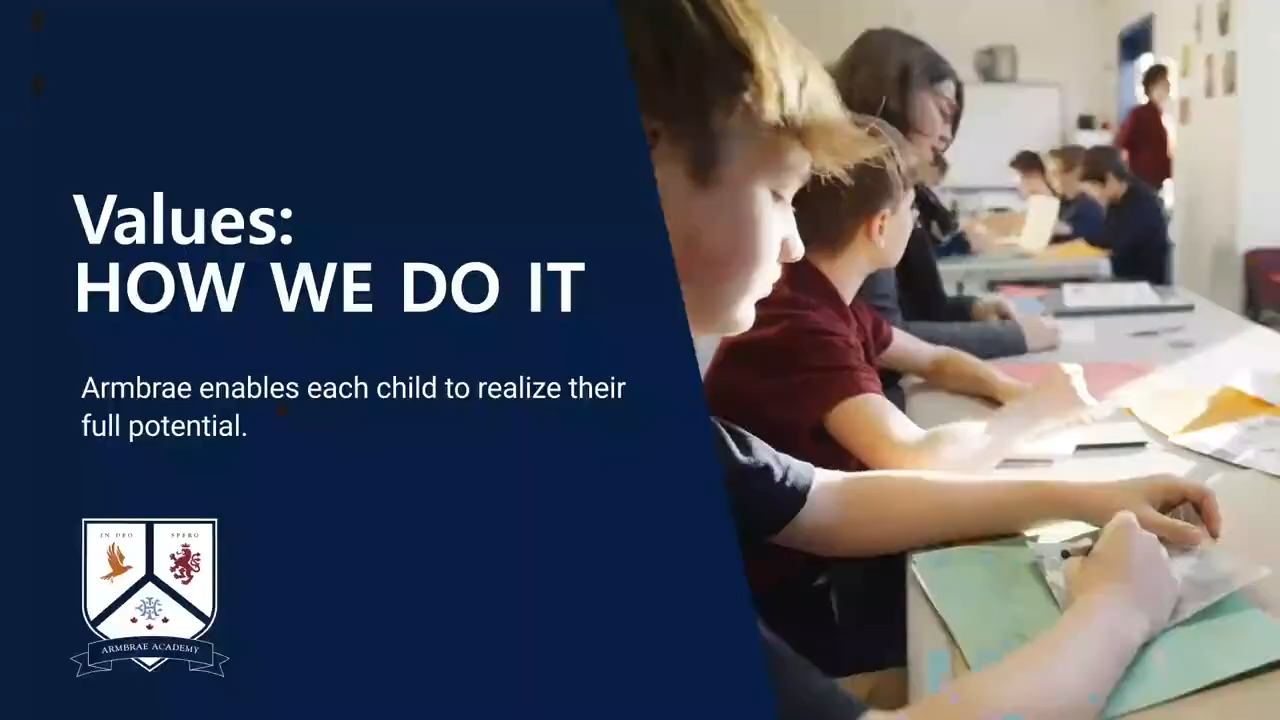 Values:
HOW WE DO IT
Armbrae enables each child to realize their
full potential.
IN DEO SPERO
ARMBRAE ACADEMY